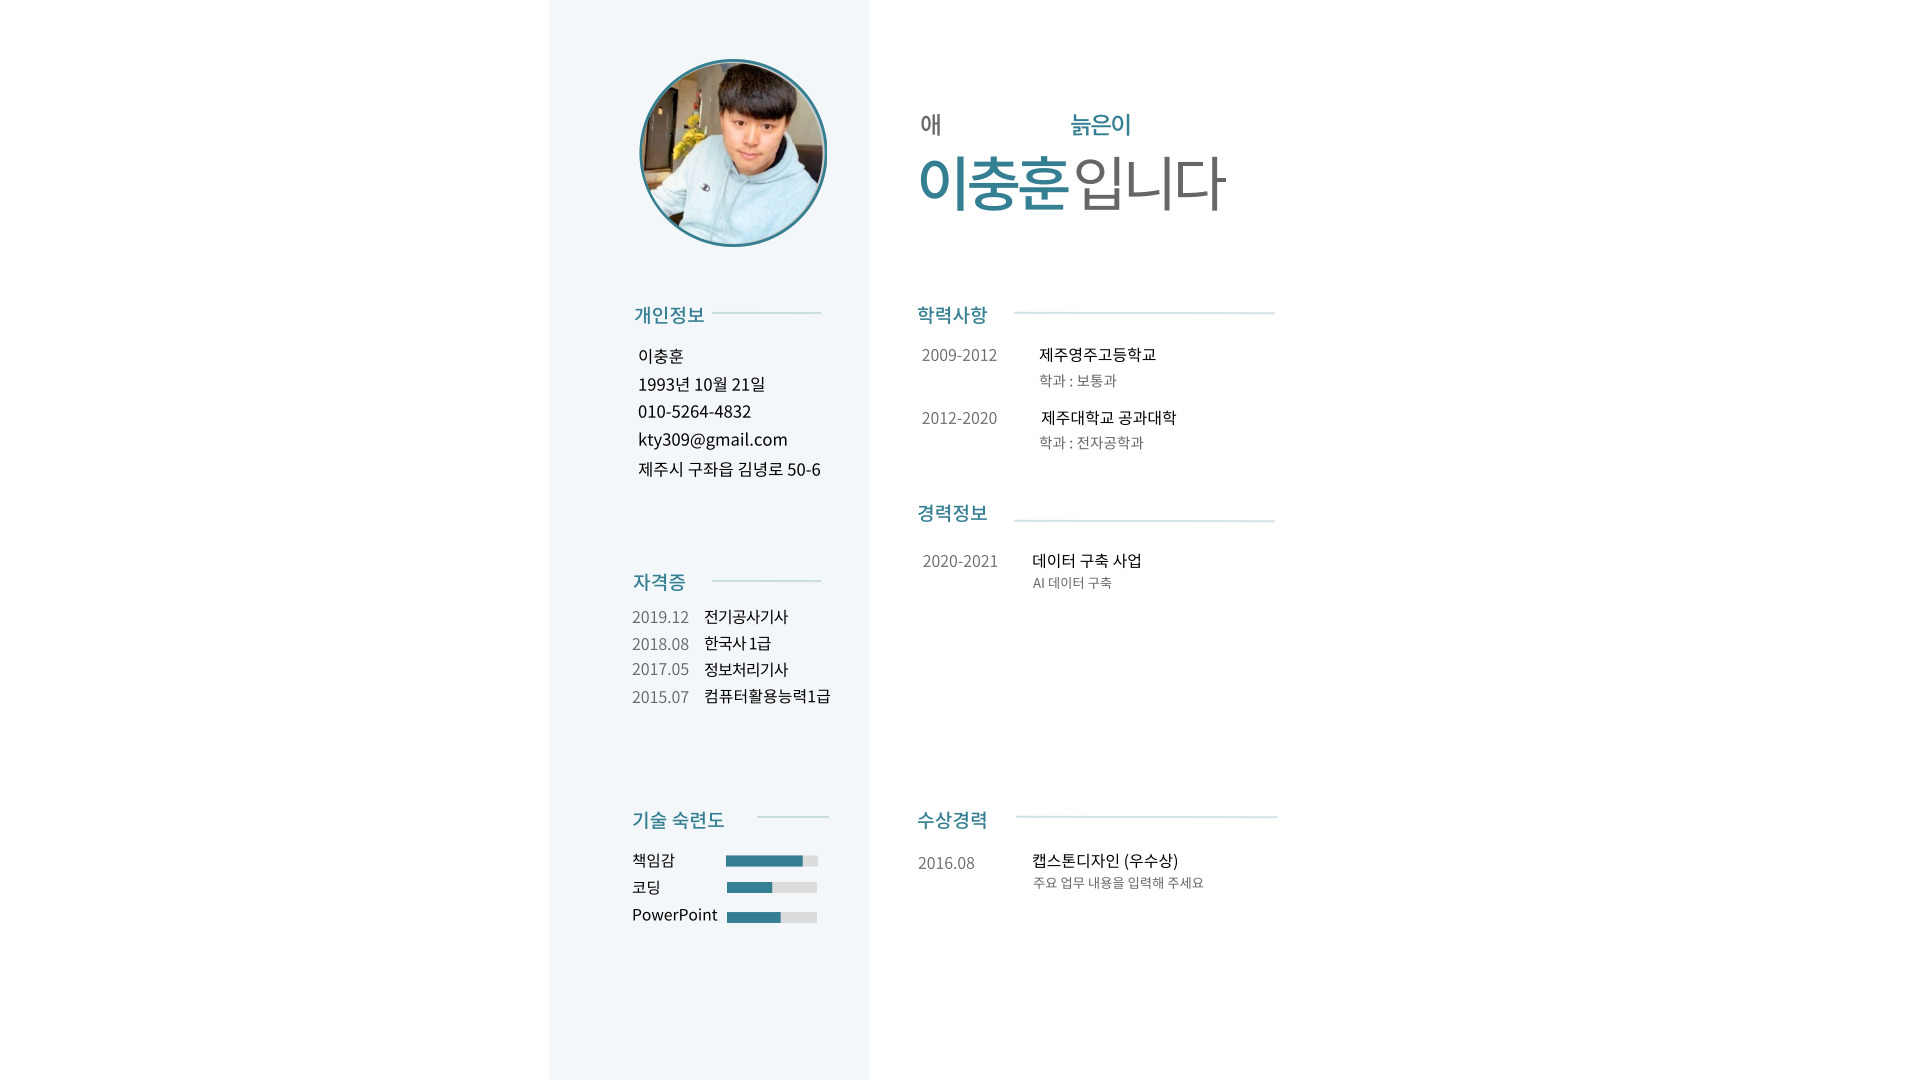 애 늙은이
이충훈 입니다
개인정보
이충훈
1993년 10월 21일
010-5264-4832
kty309@gmail.com
제주시 구좌읍 김녕로 50-6
자격증
2019.12 전기공사기사
2018.08 한국사 1급
2017.05 정보처리기사
2015.07 컴퓨터활용능력1급
기술 숙련도
책임감
코딩
PowerPoint
학력사항
2009-2012 제주영주고등학교
학과 : 보통과
2012-2020 제주대학교 공과대학
학과 : 전자공학과
경력정보
2020-2021 데이터 구축 사업
AI 데이터 구축
수상경력
2016.08 캡스톤디자인 (우수상)
주요 업무 내용을 입력해 주세요